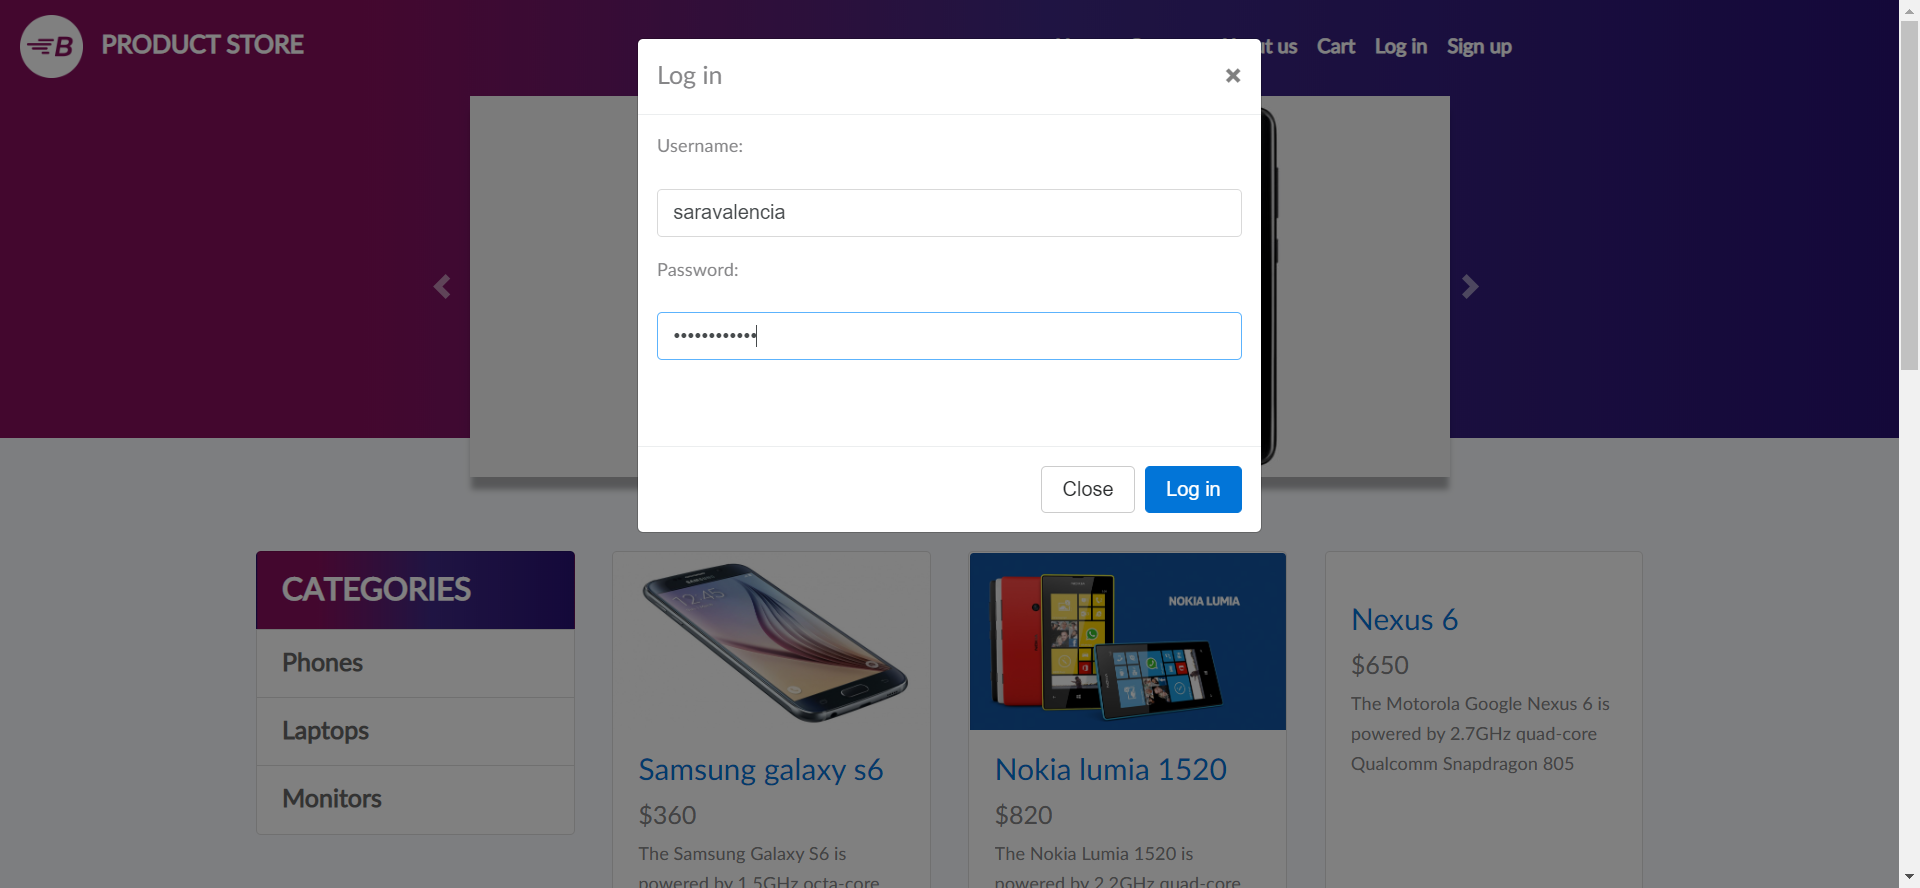 B PRODUCT STORE
t us Cart Log in Sign up
Log in
Username:
saravalencia
Password:
Close Log in
CATEGORIES
Phones
Laptops
Monitors
SAMSUNG
12:45
Samsung galaxy s6
$360
The Samsung Galaxy S6 is
powered by 1.5GHz octa-core
NOKIA LUMIA
Nokia lumia 1520
$820
The Nokia Lumia 1520 is
powered by 2.2GHz quad-core
Nexus 6
$650
The Motorola Google Nexus 6 is
powered by 2.7GHz quad-core
Qualcomm Snapdragon 805